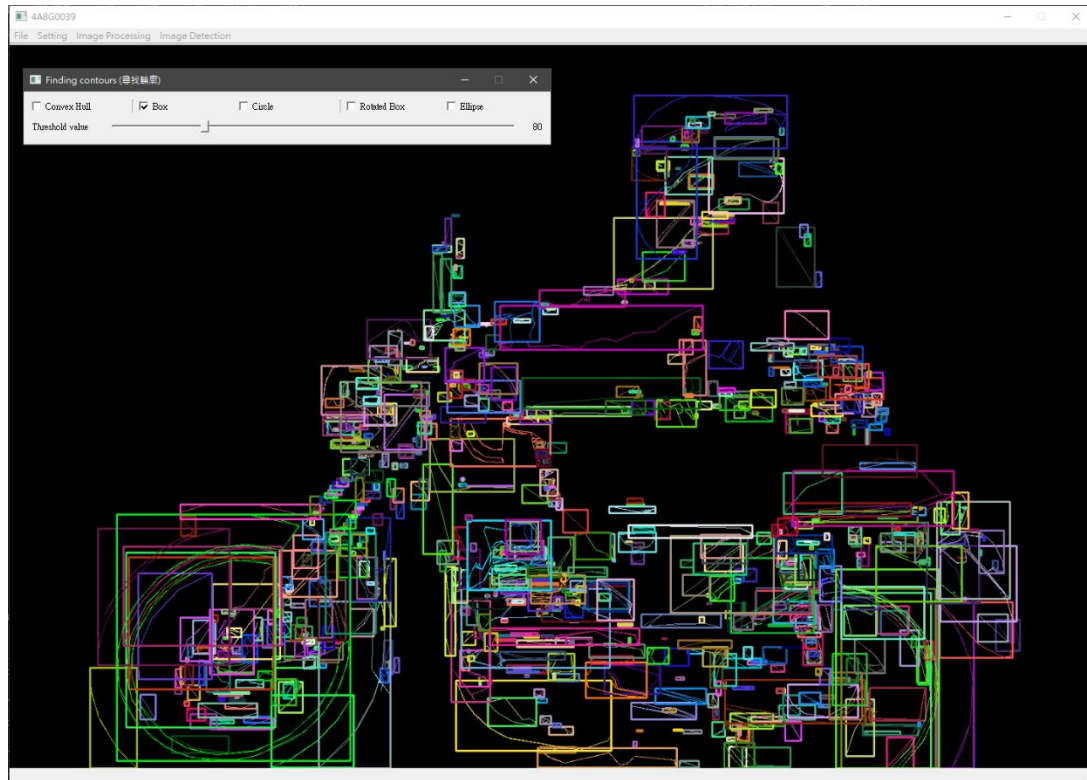 4A8G0039
File Setting Image Processing Image Detection
Finding contours (尋找輪廓)
Convex Hull Box Circle Rotated Box Ellipse
Threshold value 80